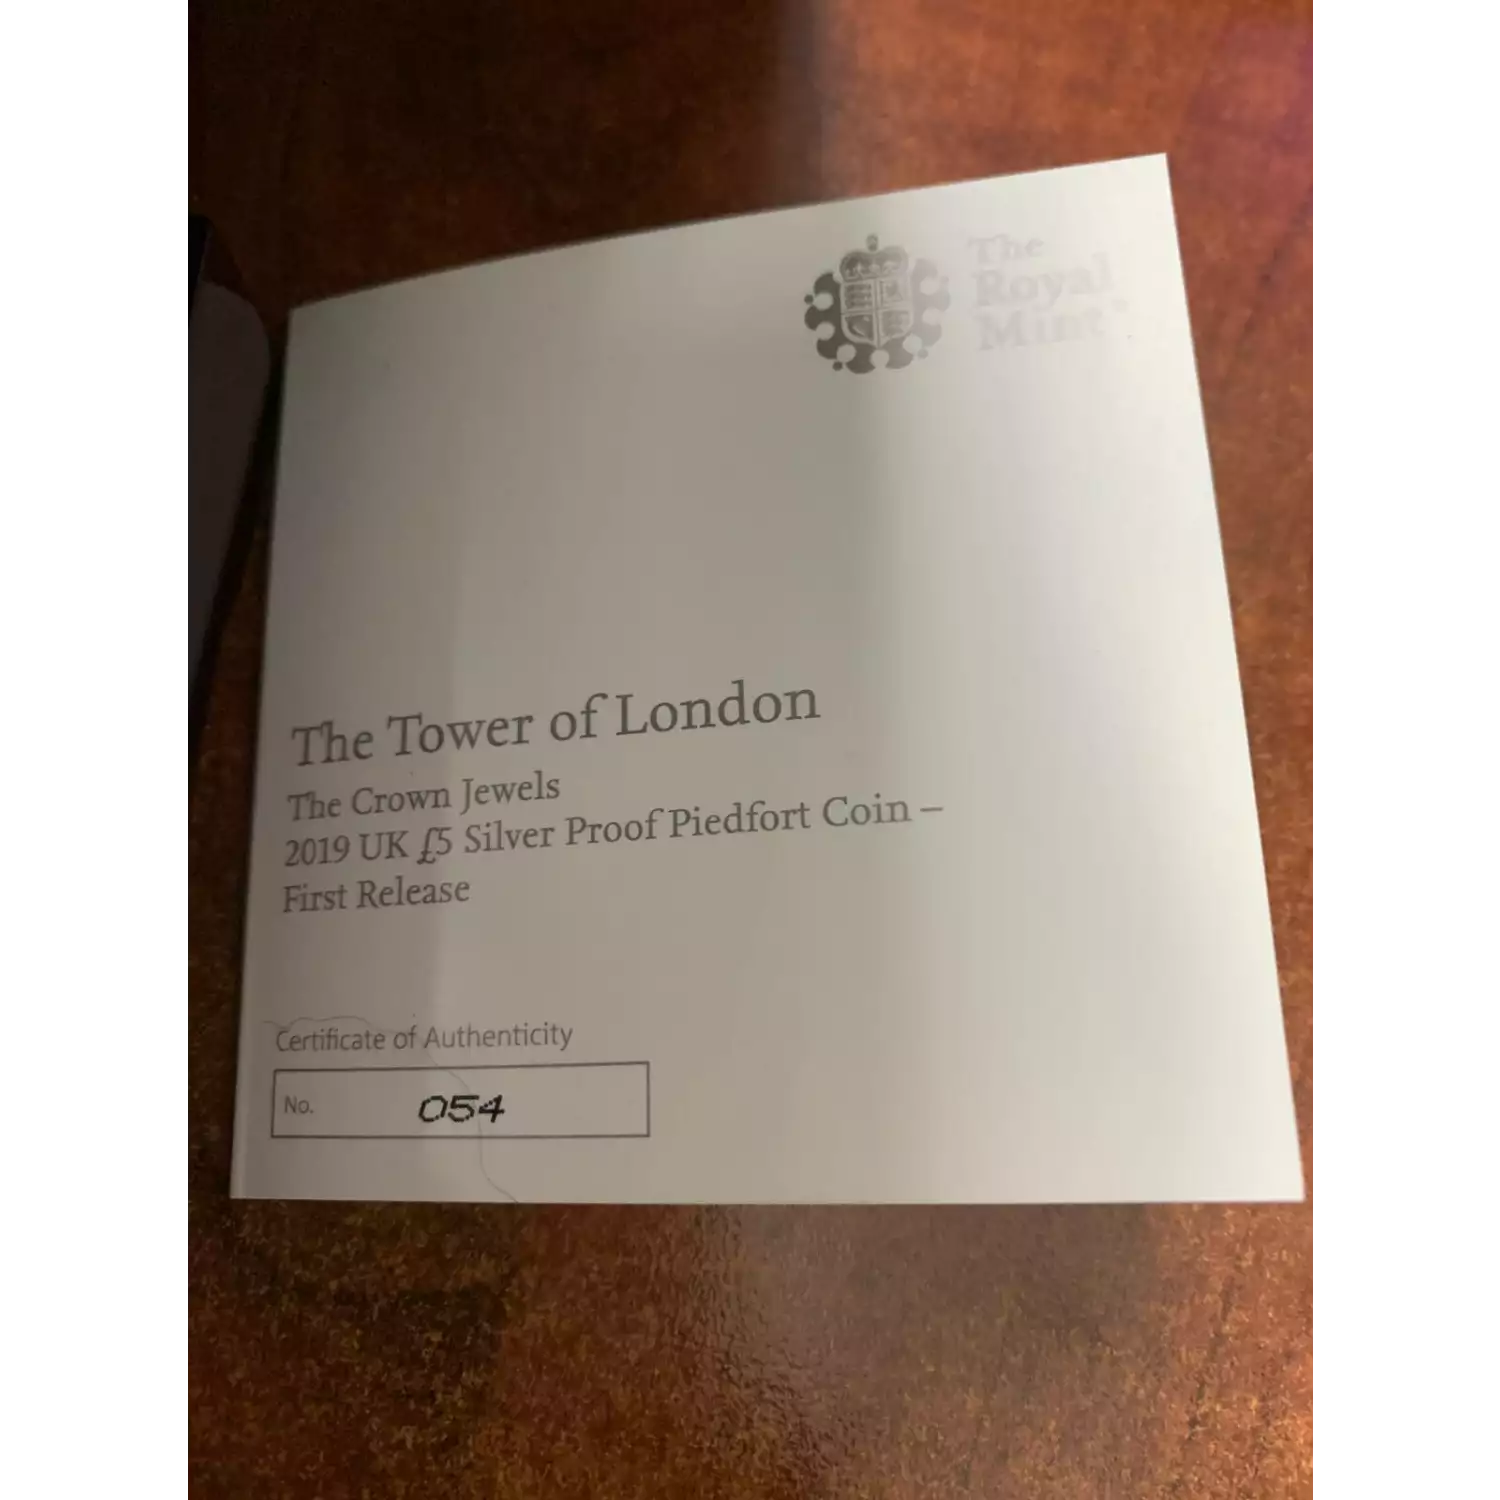 The
Royal
Mint®
The Tower of London
The Crown Jewels
2019 UK £5 Silver Proof Piedfort Coin –
First Release
Certificate of Authenticity
No. 054